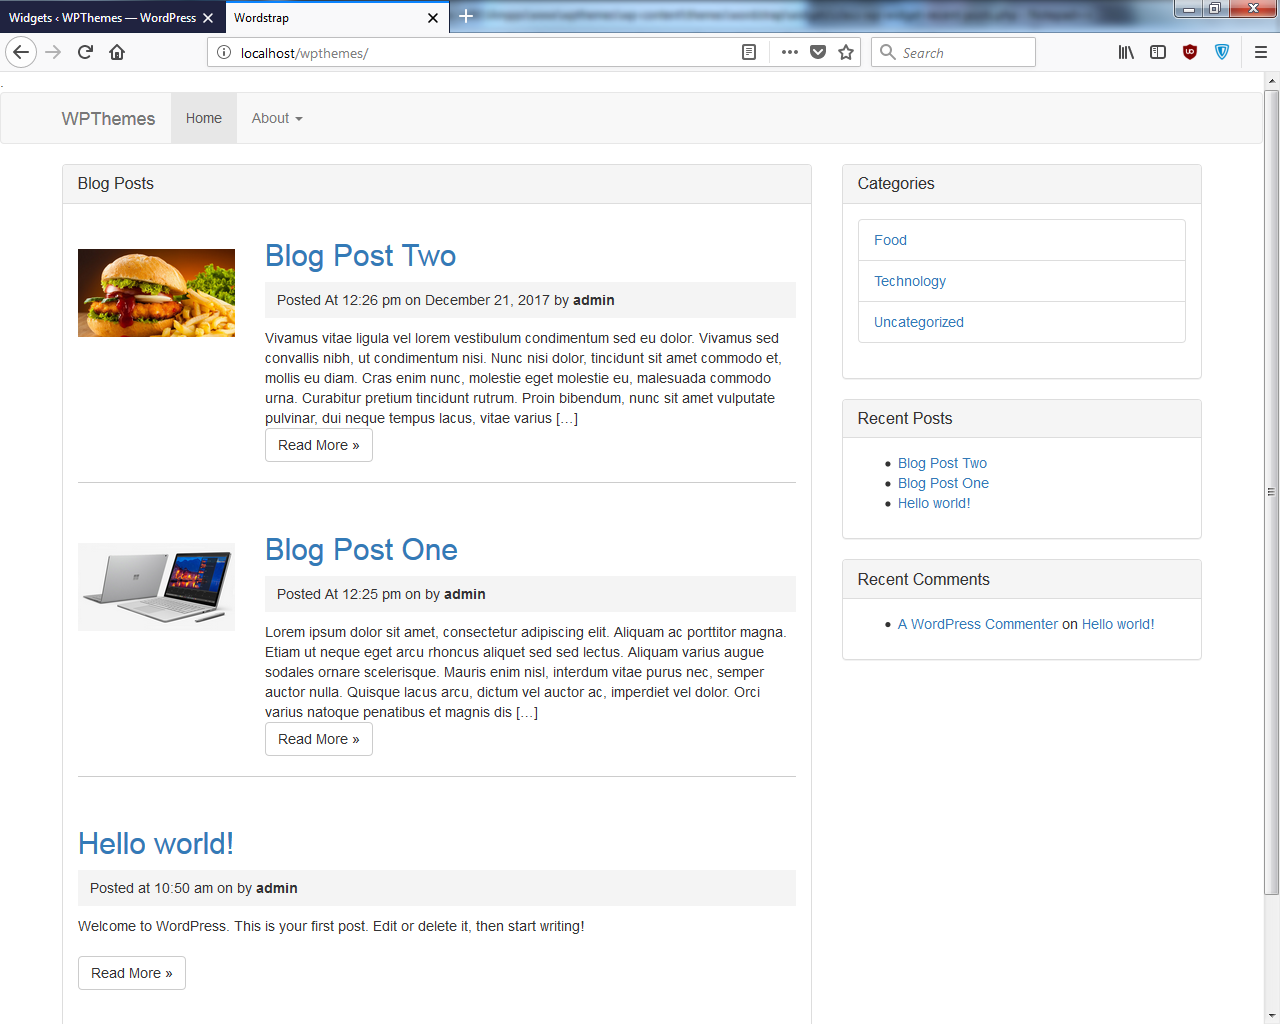 Widgets ‹ WPThemes — WordPress
Wordstrap
localhost/wpthemes/
Search
WPThemes
Home
About
Blog Posts
Blog Post Two
Posted At 12:26 pm on December 21, 2017 by admin
Vivamus vitae ligula vel lorem vestibulum condimentum sed eu dolor. Vivamus sed
convallis nibh, ut condimentum nisi. Nunc nisi dolor, tincidunt sit amet commodo et,
mollis eu diam. Cras enim nunc, molestie eget molestie eu, malesuada commodo
urna. Curabitur pretium tincidunt rutrum. Proin bibendum, nunc sit amet vulputate
pulvinar, dui neque tempus lacus, vitae varius […]
Read More »
Blog Post One
Posted At 12:25 pm on by admin
Lorem ipsum dolor sit amet, consectetur adipiscing elit. Aliquam ac porttitor magna.
Etiam ut neque eget arcu rhoncus aliquet sed sed lectus. Aliquam varius augue
sodales ornare scelerisque. Mauris enim nisl, interdum vitae purus nec, semper
auctor nulla. Quisque lacus arcu, dictum vel auctor ac, imperdiet vel dolor. Orci
varius natoque penatibus et magnis dis […]
Read More »
Hello world!
Posted at 10:50 am on by admin
Welcome to WordPress. This is your first post. Edit or delete it, then start writing!
Read More »
Categories
Food
Technology
Uncategorized
Recent Posts
Blog Post Two
Blog Post One
Hello world!
Recent Comments
A WordPress Commenter on Hello world!